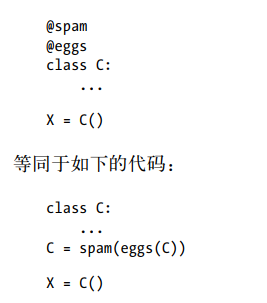 @spam
@eggs
class C:
    ...
X = C()
等同于如下的代码：
class C:
    ...
C = spam(eggs(C))
X = C()